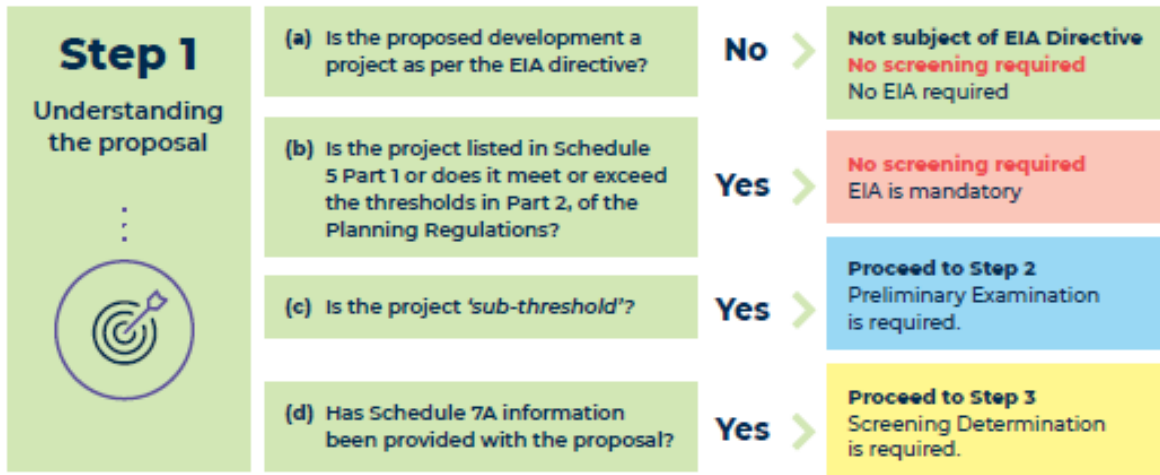 Step 1
Understanding
the proposal
(a) Is the proposed development a
project as per the EIA directive?
No
Not subject of EIA Directive
No screening required
No EIA required
(b) Is the project listed in Schedule
5 Part 1 or does it meet or exceed
the thresholds in Part 2, of the
Planning Regulations?
Yes
No screening required
EIA is mandatory
(c) Is the project ‘sub-threshold’?
Yes
Proceed to Step 2
Preliminary Examination
is required.
(d) Has Schedule 7A information
been provided with the proposal?
Yes
Proceed to Step 3
Screening Determination
is required.